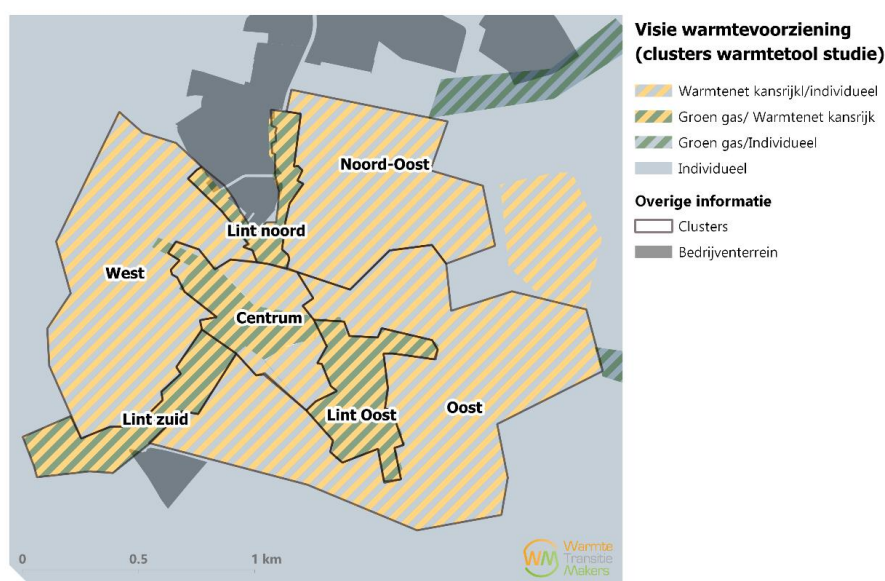 Visie warmtevoorziening
(clusters warmtetool studie)
Warmtenet kansrijkl/individueel
Groen gas/ Warmtenet kansrijk
Groen gas/Individueel
Individueel
Overige informatie
Clusters
Bedrijventerrein
Noord-Oost
Lint noord
West
Centrum
Lint zuid
Lint Oost
Oost
0 0.5 1 km
WM
Warmte
Transitie
Makers